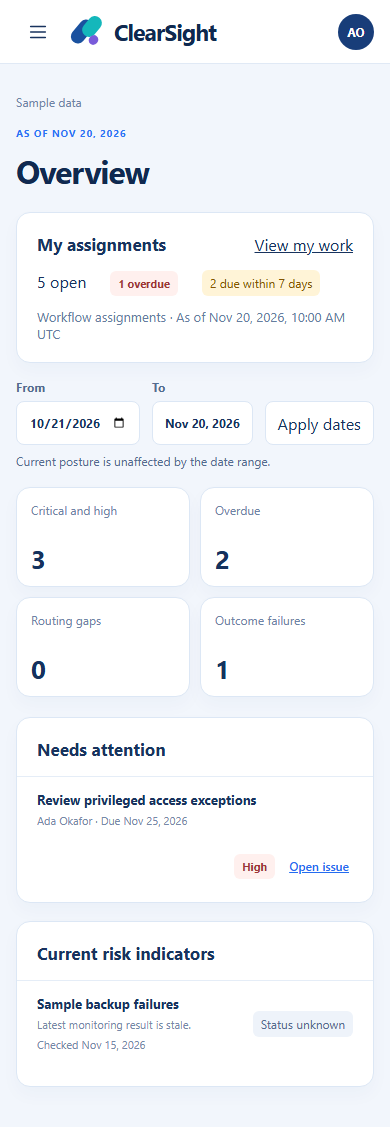 ClearSight
AO
Sample data
AS OF NOV 20, 2026
Overview
My assignments
View my work
5 open
1 overdue
2 due within 7 days
Workflow assignments · As of Nov 20, 2026, 10:00 AM
UTC
From
To
10/21/2026
Nov 20, 2026
Apply dates
Current posture is unaffected by the date range.
Critical and high
3
Overdue
2
Routing gaps
0
Outcome failures
1
Needs attention
Review privileged access exceptions
Ada Okafor · Due Nov 25, 2026
High
Open issue
Current risk indicators
Sample backup failures
Latest monitoring result is stale.
Checked Nov 15, 2026
Status unknown